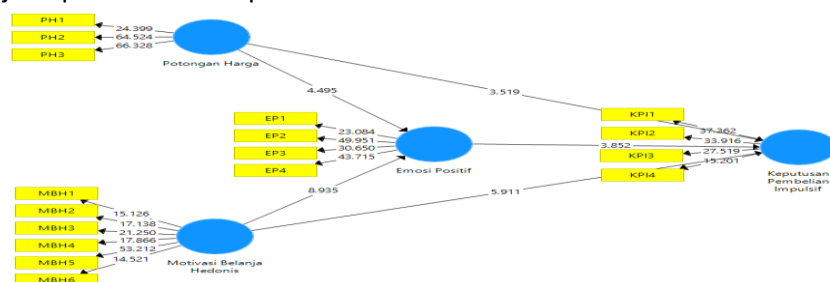 PH1
24.399
PH2
64.524
PH3
66.328
Potongan Harga
4.495
3.519
EP1
23.084
EP2
49.951
EP3
30.650
EP4
43.715
Emosi Positif
KPI1
37.362
KPI2
33.916
3.852
KPI3
27.519
KPI4
15.201
Keputusan
Pembelian
Impulsif
8.935
5.911
MBH1
15.126
MBH2
17.138
MBH3
21.250
MBH4
17.866
MBH5
53.212
MBH6
14.521
Motivasi Belanja
Hedonis